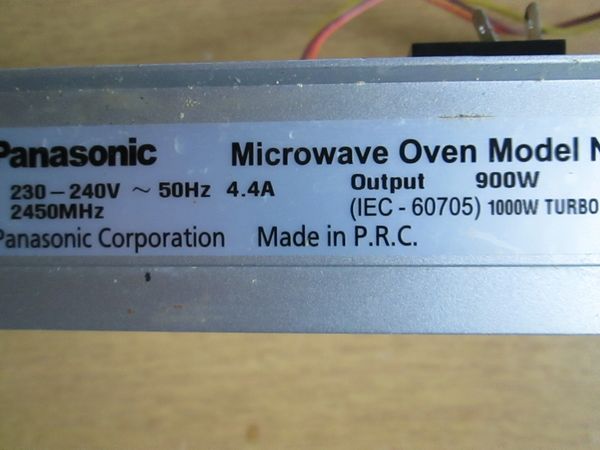 Panasonic Microwave Oven Model N
230-240V ~ 50Hz 4.4A Output 900W
2450MHz (IEC-60705) 1000W TURBO
Panasonic Corporation Made in P.R.C.